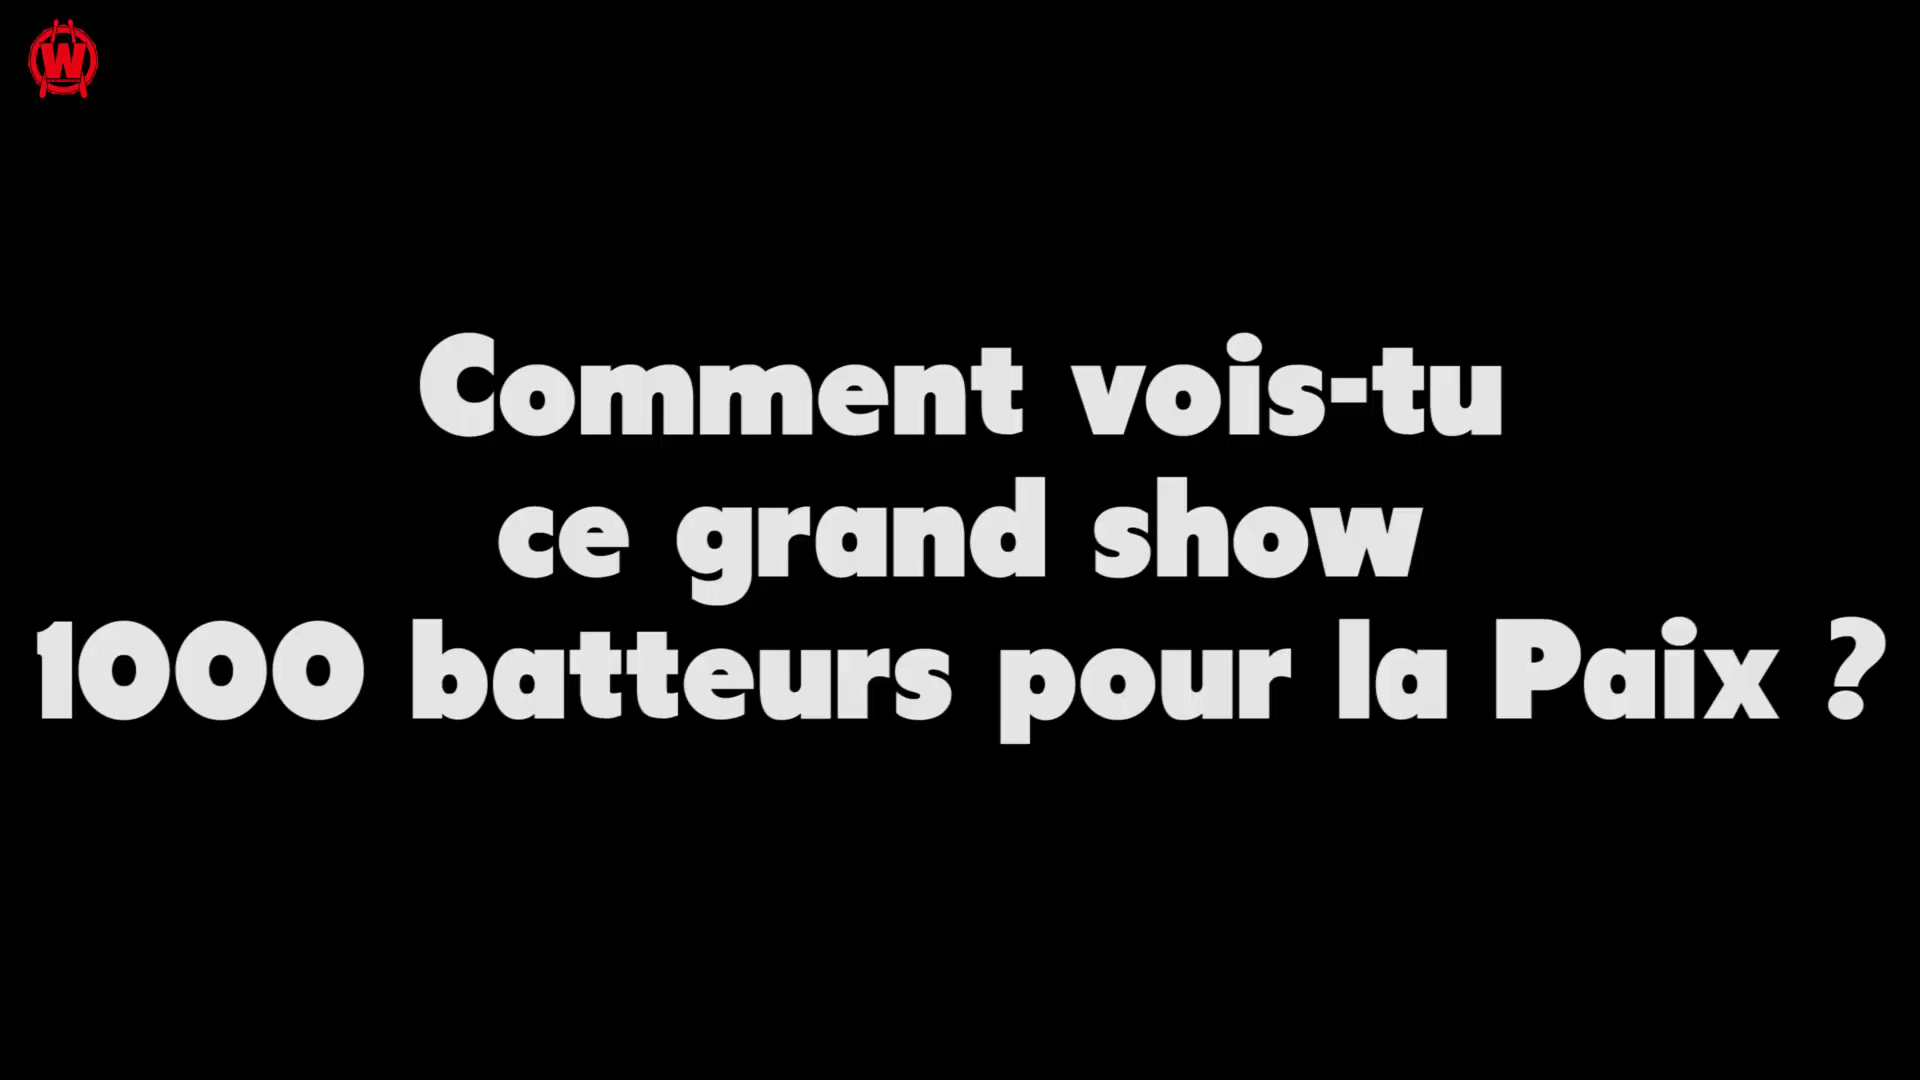 W
Comment vois-tu
ce grand show
1000 batteurs pour la Paix ?